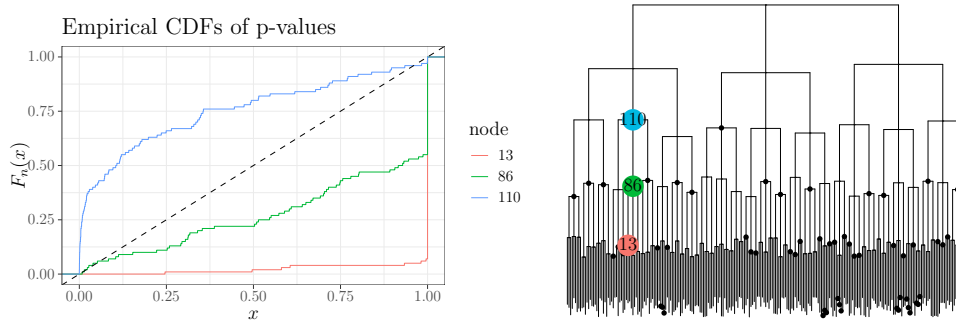 Empirical CDFs of p-values
1.00
0.75
0.50
0.25
0.00
F_n(x)
0.00 0.25 0.50 0.75 1.00
x
node
13
86
110
110
86
13